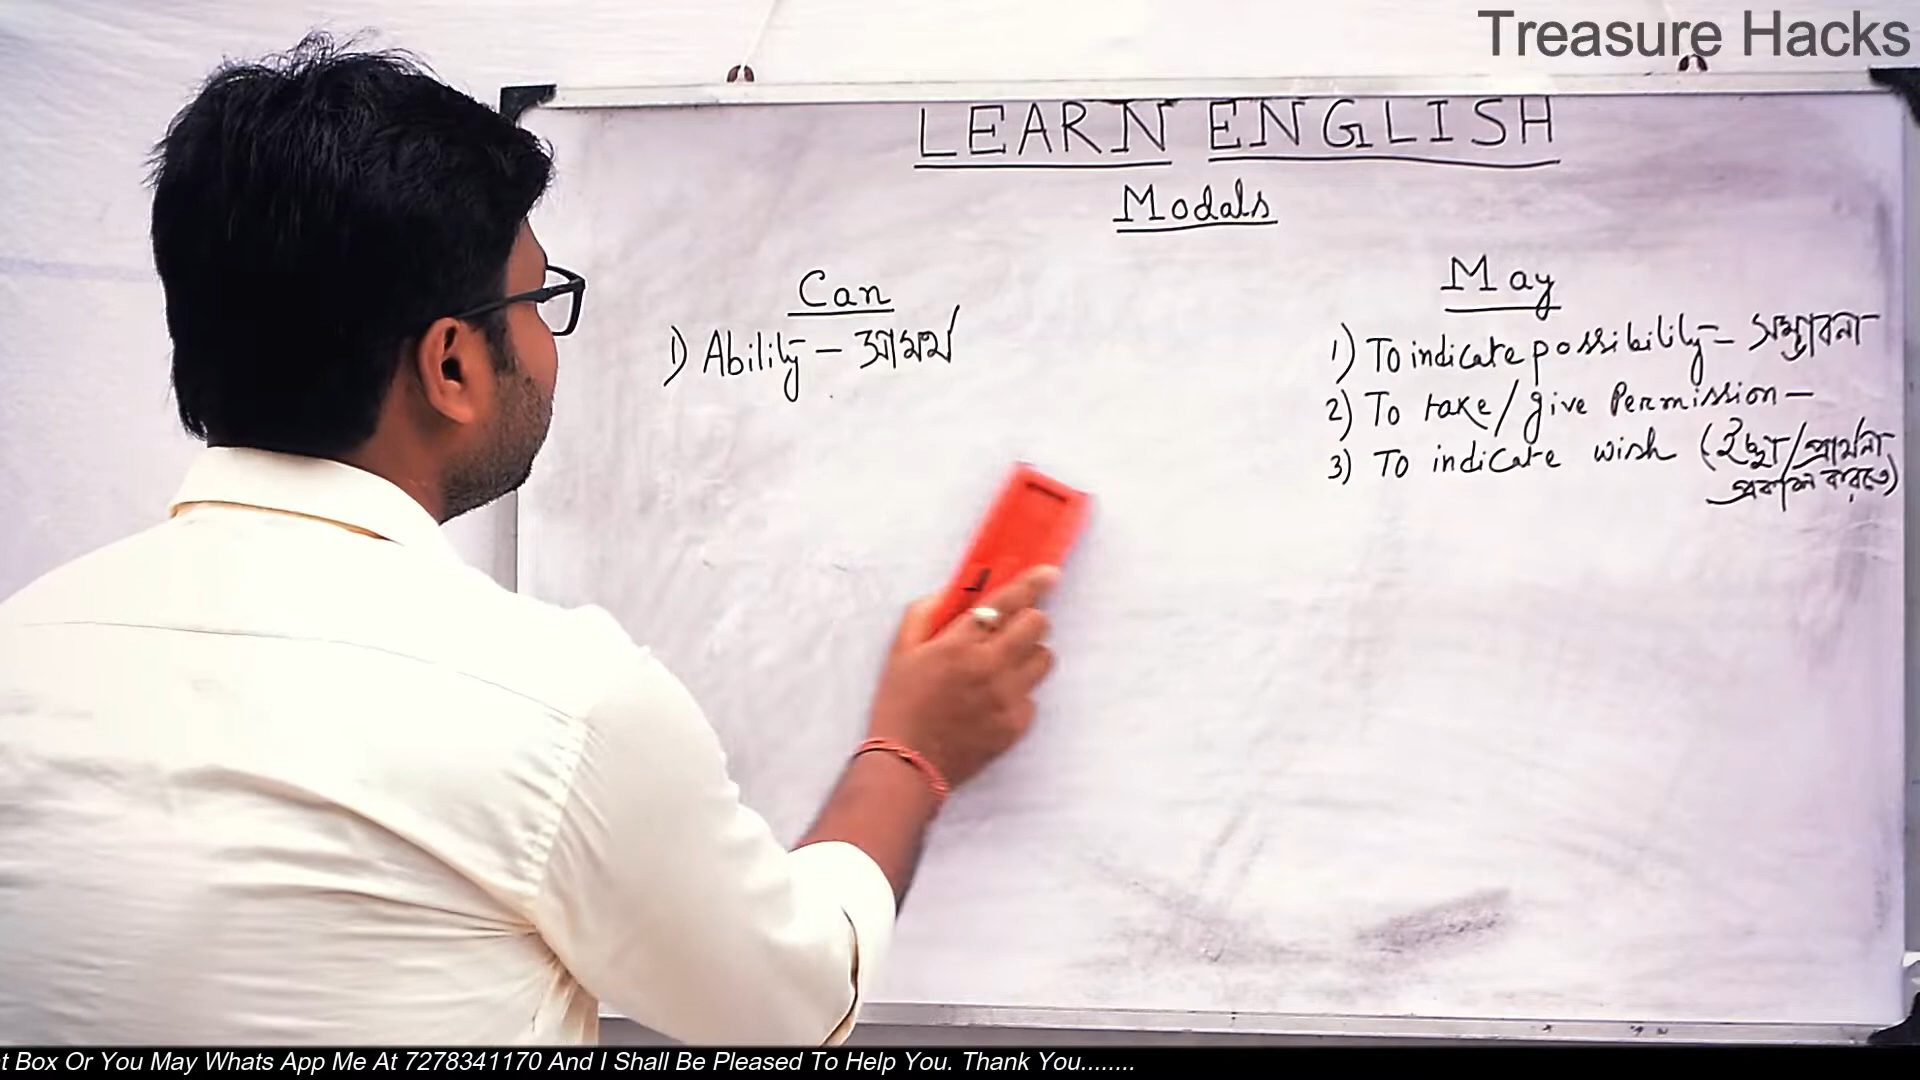 Treasure Hacks
LEARN ENGLISH
Modals
Can
1) Ability – সামর্থ্য
May
1) To indicate possibility – সম্ভাবনা
2) To take/give Permission –
3) To indicate wish (ইচ্ছা/প্রার্থনা
প্রকাশ করতে)
t Box Or You May Whats App Me At 7278341170 And I Shall Be Pleased To Help You. Thank You........